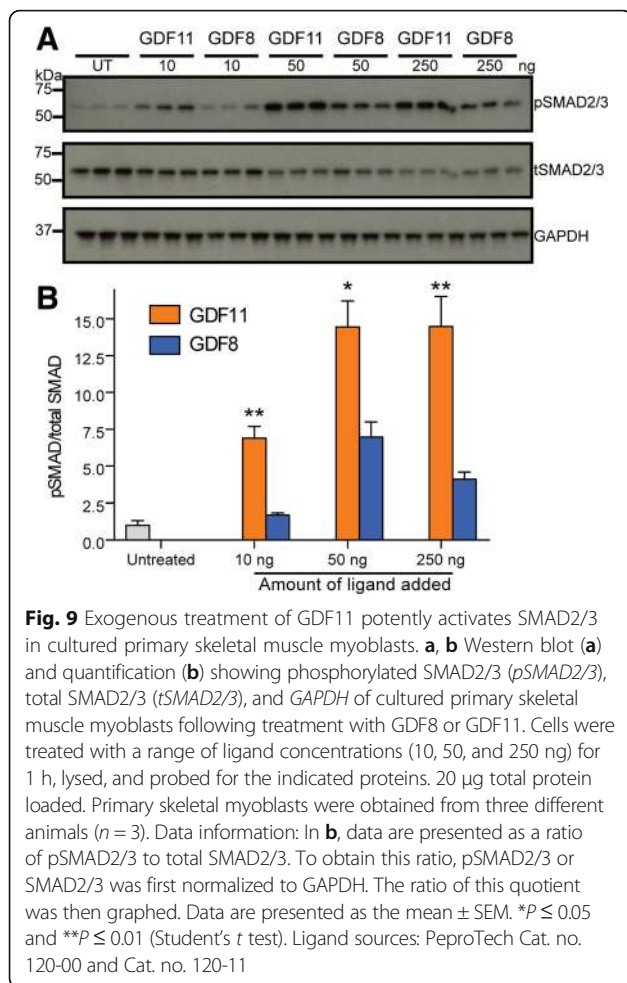 A
GDF11 GDF8 GDF11 GDF8 GDF11 GDF8
kDa UT 10 10 50 50 250 250 ng
75
50
pSMAD2/3
75
50
tSMAD2/3
37
GAPDH
B
GDF11
GDF8
pSMAD/total SMAD
15.0
12.5
10.0
7.5
5.0
2.5
0.0
**
*
**
Untreated 10 ng 50 ng 250 ng
Amount of ligand added
Fig. 9 Exogenous treatment of GDF11 potently activates SMAD2/3
in cultured primary skeletal muscle myoblasts. a, b Western blot (a)
and quantification (b) showing phosphorylated SMAD2/3 (pSMAD2/3),
total SMAD2/3 (tSMAD2/3), and GAPDH of cultured primary skeletal
muscle myoblasts following treatment with GDF8 or GDF11. Cells were
treated with a range of ligand concentrations (10, 50, and 250 ng) for
1 h, lysed, and probed for the indicated proteins. 20 μg total protein
loaded. Primary skeletal myoblasts were obtained from three different
animals (n = 3). Data information: In b, data are presented as a ratio
of pSMAD2/3 to total SMAD2/3. To obtain this ratio, pSMAD2/3 or
SMAD2/3 was first normalized to GAPDH. The ratio of this quotient
was then graphed. Data are presented as the mean ± SEM. *P ≤ 0.05
and **P ≤ 0.01 (Student's t test). Ligand sources: PeproTech Cat. no.
120-00 and Cat. no. 120-11